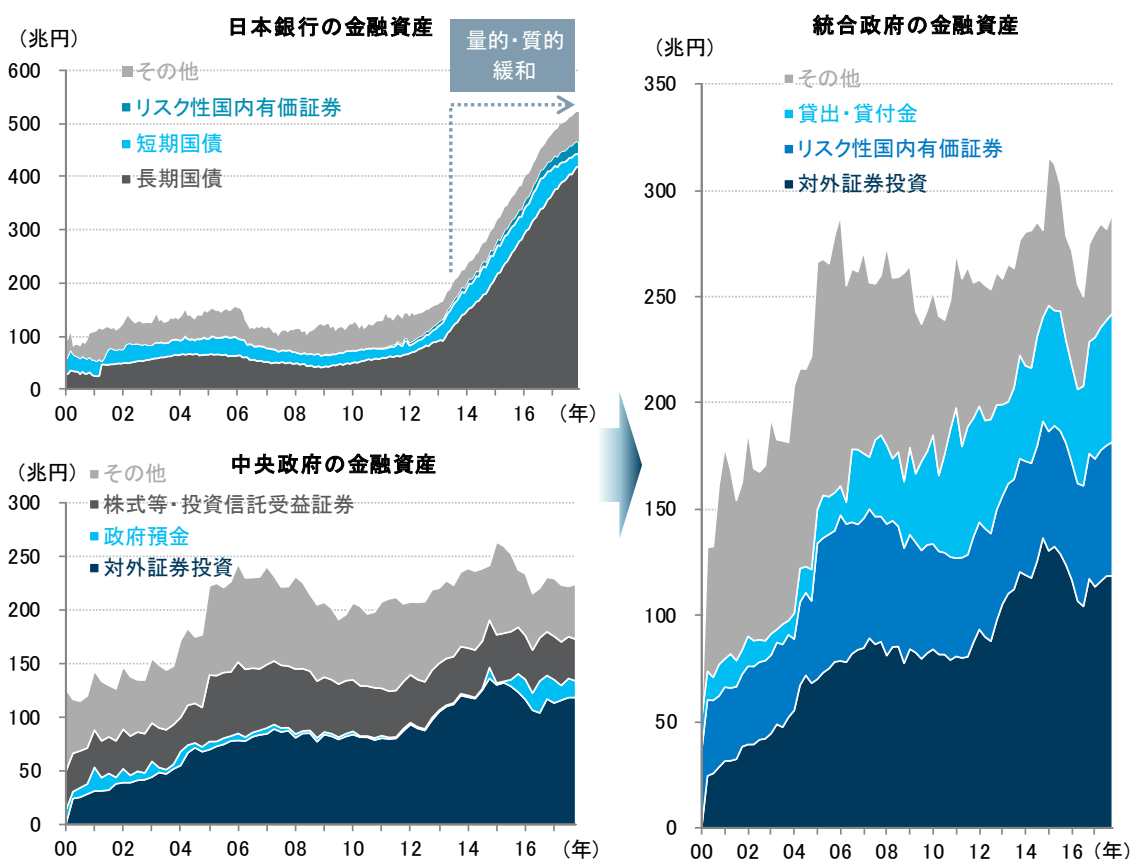 日本銀行の金融資産
（兆円）
量的・質的
緩和
その他
リスク性国内有価証券
短期国債
長期国債
600
500
400
300
200
100
0
00 02 04 06 08 10 12 14 16 （年）
中央政府の金融資産
（兆円）
その他
株式等・投資信託受益証券
政府預金
対外証券投資
300
250
200
150
100
50
0
00 02 04 06 08 10 12 14 16 （年）
統合政府の金融資産
（兆円）
その他
貸出・貸付金
リスク性国内有価証券
対外証券投資
350
300
250
200
150
100
50
0
00 02 04 06 08 10 12 14 16 （年）